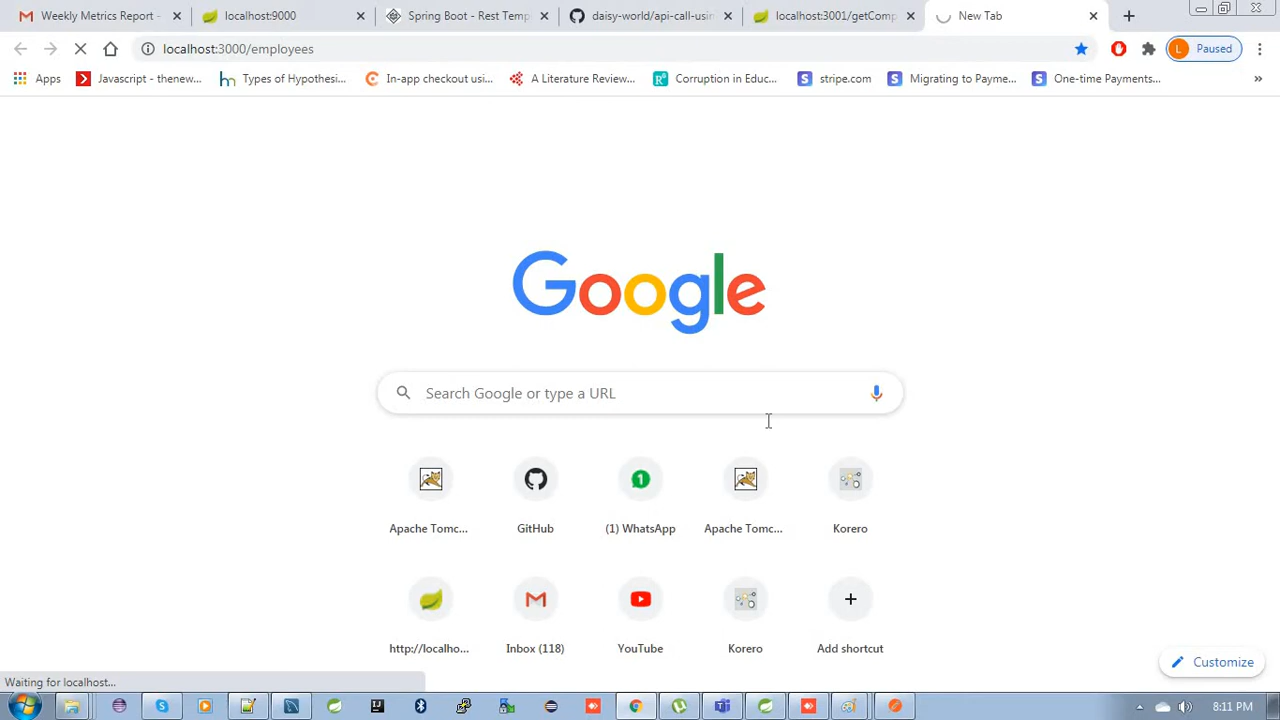 Weekly Metrics Report -
localhost:9000
Spring Boot - Rest Temp
daisy-world/api-call-usin
localhost:3001/getComp
New Tab
localhost:3000/employees
L Paused
Apps
Javascript - thenew...
Types of Hypothesi...
In-app checkout usi...
A Literature Review...
Corruption in Educ...
stripe.com
Migrating to Payme...
One-time Payments...
»
Google
Search Google or type a URL
Apache Tomc...
GitHub
1
(1) WhatsApp
Apache Tomc...
Korero
http://localho...
Inbox (118)
YouTube
Korero
Add shortcut
Customize
Waiting for localhost...
8:11 PM